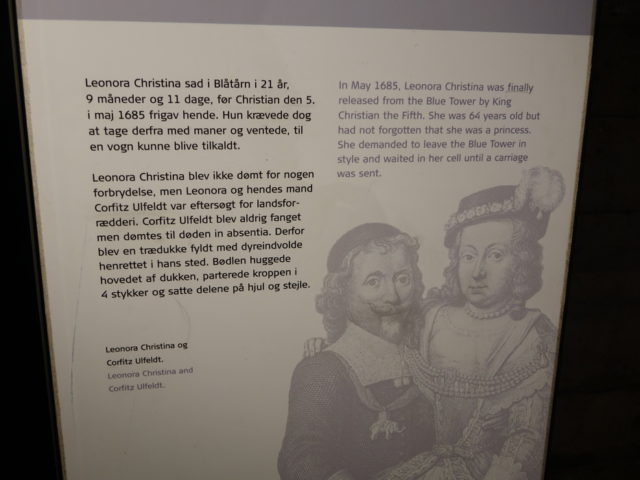 Leonora Christina sad i Blåtårn i 21 år,
9 måneder og 11 dage, før Christian den 5.
i maj 1685 frigav hende. Hun krævede dog
at tage derfra med maner og ventede, til
en vogn kunne blive tilkaldt.
Leonora Christina blev ikke dømt for nogen
forbrydelse, men Leonora og hendes mand
Corfitz Ulfeldt var eftersøgt for landsfor-
rædderi. Corfitz Ulfeldt blev aldrig fanget
men dømtes til døden in absentia. Derfor
blev en trædukke fyldt med dyreindvolde
henrettet i hans sted. Bødlen huggede
hovedet af dukken, parterede kroppen i
4 stykker og satte delene på hjul og stejle.
In May 1685, Leonora Christina was finally
released from the Blue Tower by King
Christian the Fifth. She was 64 years old but
had not forgotten that she was a princess.
She demanded to leave the Blue Tower in
style and waited in her cell until a carriage
was sent.
Leonora Christina og
Corfitz Ulfeldt.
Leonora Christina and
Corfitz Ulfeldt.